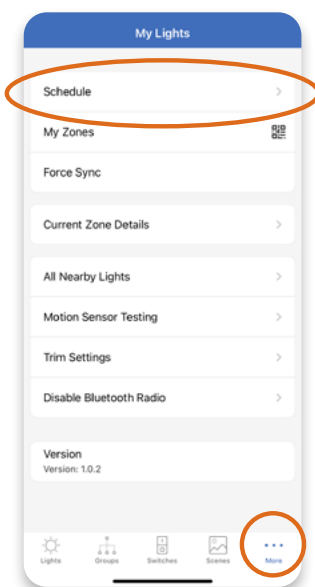 My Lights
Schedule
My Zones
Force Sync
Current Zone Details
All Nearby Lights
Motion Sensor Testing
Trim Settings
Disable Bluetooth Radio
Version
Version: 1.0.2
Lights Groups Switches Scenes More